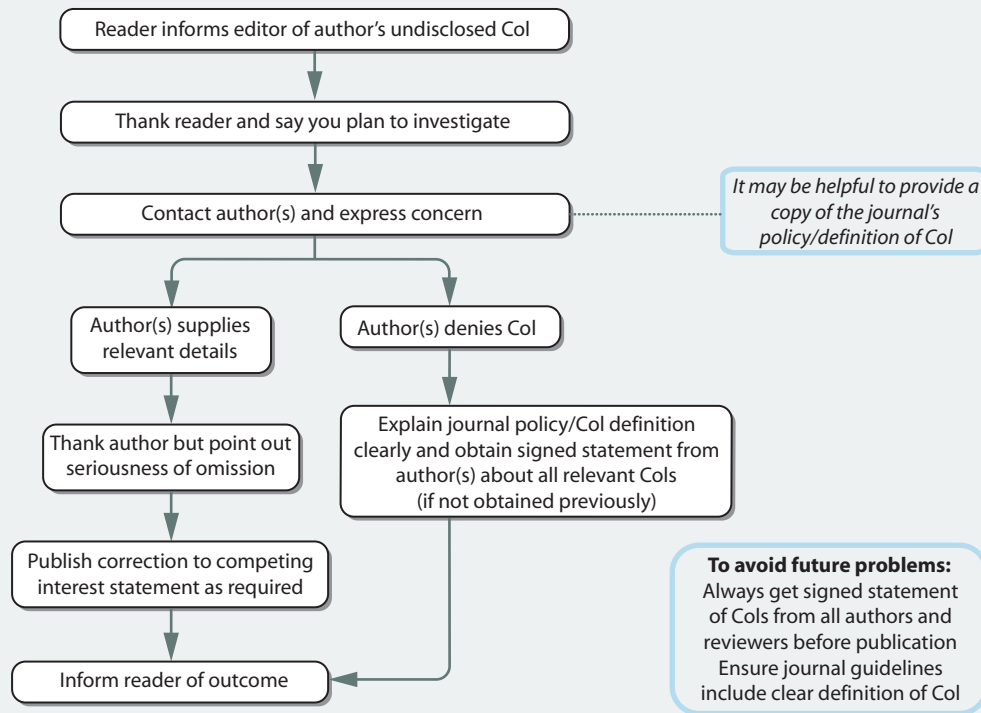 Reader informs editor of author’s undisclosed CoI
Thank reader and say you plan to investigate
Contact author(s) and express concern
It may be helpful to provide a
copy of the journal’s
policy/definition of CoI
Author(s) supplies
relevant details
Author(s) denies CoI
Thank author but point out
seriousness of omission
Explain journal policy/CoI definition
clearly and obtain signed statement from
author(s) about all relevant CoIs
(if not obtained previously)
Publish correction to competing
interest statement as required
Inform reader of outcome
To avoid future problems:
Always get signed statement
of CoIs from all authors and
reviewers before publication
Ensure journal guidelines
include clear definition of CoI